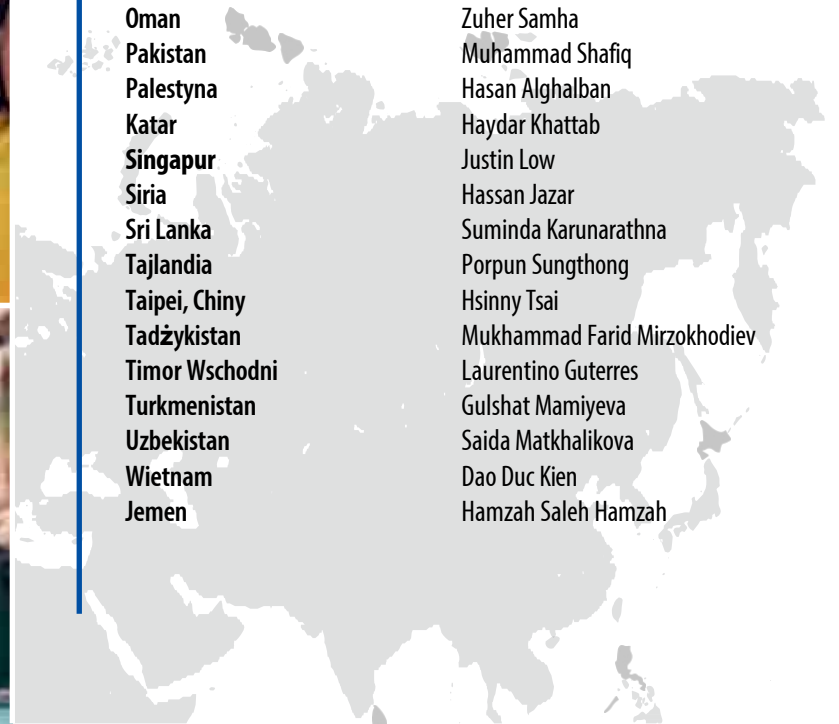 Oman Zuher Samha
Pakistan Muhammad Shafiq
Palestyna Hasan Alghalban
Katar Haydar Khattab
Singapur Justin Low
Siria Hassan Jazar
Sri Lanka Suminda Karunarathna
Tajlandia Porpun Sungthong
Taipei, Chiny Hsinny Tsai
Tadżykistan Mukhammad Farid Mirzokhodiev
Timor Wschodni Laurentino Guterres
Turkmenistan Gulshat Mamiyeva
Uzbekistan Saida Matkhalikova
Wietnam Dao Duc Kien
Jemen Hamzah Saleh Hamzah